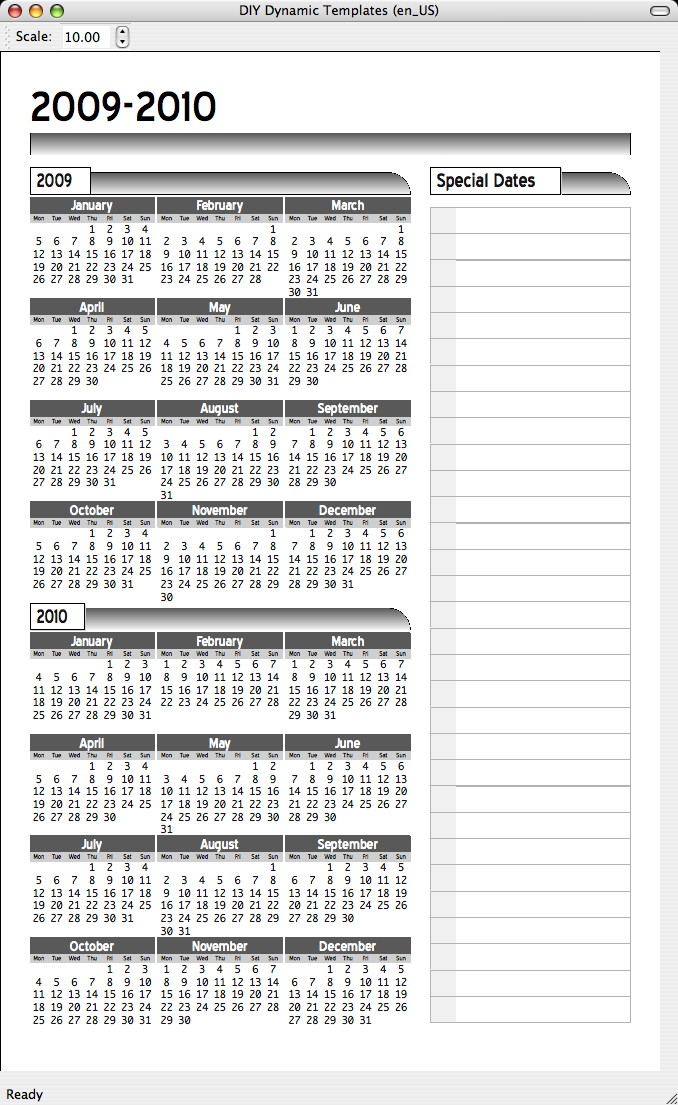 DIY Dynamic Templates (en_US)
Scale: 10.00
2009-2010
2009
January
Mon Tue Wed Thu Fri Sat Sun
1 2 3 4
5 6 7 8 9 10 11
12 13 14 15 16 17 18
19 20 21 22 23 24 25
26 27 28 29 30 31
February
Mon Tue Wed Thu Fri Sat Sun
1
2 3 4 5 6 7 8
9 10 11 12 13 14 15
16 17 18 19 20 21 22
23 24 25 26 27 28
March
Mon Tue Wed Thu Fri Sat Sun
1
2 3 4 5 6 7 8
9 10 11 12 13 14 15
16 17 18 19 20 21 22
23 24 25 26 27 28 29
30 31
April
Mon Tue Wed Thu Fri Sat Sun
1 2 3 4 5
6 7 8 9 10 11 12
13 14 15 16 17 18 19
20 21 22 23 24 25 26
27 28 29 30
May
Mon Tue Wed Thu Fri Sat Sun
1 2 3
4 5 6 7 8 9 10
11 12 13 14 15 16 17
18 19 20 21 22 23 24
25 26 27 28 29 30 31
June
Mon Tue Wed Thu Fri Sat Sun
1 2 3 4 5 6 7
8 9 10 11 12 13 14
15 16 17 18 19 20 21
22 23 24 25 26 27 28
29 30
July
Mon Tue Wed Thu Fri Sat Sun
1 2 3 4 5
6 7 8 9 10 11 12
13 14 15 16 17 18 19
20 21 22 23 24 25 26
27 28 29 30 31
August
Mon Tue Wed Thu Fri Sat Sun
1 2
3 4 5 6 7 8 9
10 11 12 13 14 15 16
17 18 19 20 21 22 23
24 25 26 27 28 29 30
31
September
Mon Tue Wed Thu Fri Sat Sun
1 2 3 4 5 6
7 8 9 10 11 12 13
14 15 16 17 18 19 20
21 22 23 24 25 26 27
28 29 30
October
Mon Tue Wed Thu Fri Sat Sun
1 2 3 4
5 6 7 8 9 10 11
12 13 14 15 16 17 18
19 20 21 22 23 24 25
26 27 28 29 30 31
November
Mon Tue Wed Thu Fri Sat Sun
1
2 3 4 5 6 7 8
9 10 11 12 13 14 15
16 17 18 19 20 21 22
23 24 25 26 27 28 29
30
December
Mon Tue Wed Thu Fri Sat Sun
1 2 3 4 5 6
7 8 9 10 11 12 13
14 15 16 17 18 19 20
21 22 23 24 25 26 27
28 29 30 31
2010
January
Mon Tue Wed Thu Fri Sat Sun
1 2 3
4 5 6 7 8 9 10
11 12 13 14 15 16 17
18 19 20 21 22 23 24
25 26 27 28 29 30 31
February
Mon Tue Wed Thu Fri Sat Sun
1 2 3 4 5 6 7
8 9 10 11 12 13 14
15 16 17 18 19 20 21
22 23 24 25 26 27 28
March
Mon Tue Wed Thu Fri Sat Sun
1 2 3 4 5 6 7
8 9 10 11 12 13 14
15 16 17 18 19 20 21
22 23 24 25 26 27 28
29 30 31
April
Mon Tue Wed Thu Fri Sat Sun
1 2 3 4
5 6 7 8 9 10 11
12 13 14 15 16 17 18
19 20 21 22 23 24 25
26 27 28 29 30
May
Mon Tue Wed Thu Fri Sat Sun
1 2
3 4 5 6 7 8 9
10 11 12 13 14 15 16
17 18 19 20 21 22 23
24 25 26 27 28 29 30
31
June
Mon Tue Wed Thu Fri Sat Sun
1 2 3 4 5 6
7 8 9 10 11 12 13
14 15 16 17 18 19 20
21 22 23 24 25 26 27
28 29 30
July
Mon Tue Wed Thu Fri Sat Sun
1 2 3 4
5 6 7 8 9 10 11
12 13 14 15 16 17 18
19 20 21 22 23 24 25
26 27 28 29 30 31
August
Mon Tue Wed Thu Fri Sat Sun
1
2 3 4 5 6 7 8
9 10 11 12 13 14 15
16 17 18 19 20 21 22
23 24 25 26 27 28 29
30 31
September
Mon Tue Wed Thu Fri Sat Sun
1 2 3 4 5
6 7 8 9 10 11 12
13 14 15 16 17 18 19
20 21 22 23 24 25 26
27 28 29 30
October
Mon Tue Wed Thu Fri Sat Sun
1 2 3
4 5 6 7 8 9 10
11 12 13 14 15 16 17
18 19 20 21 22 23 24
25 26 27 28 29 30 31
November
Mon Tue Wed Thu Fri Sat Sun
1 2 3 4 5 6 7
8 9 10 11 12 13 14
15 16 17 18 19 20 21
22 23 24 25 26 27 28
29 30
December
Mon Tue Wed Thu Fri Sat Sun
1 2 3 4 5
6 7 8 9 10 11 12
13 14 15 16 17 18 19
20 21 22 23 24 25 26
27 28 29 30 31
Special Dates
Ready